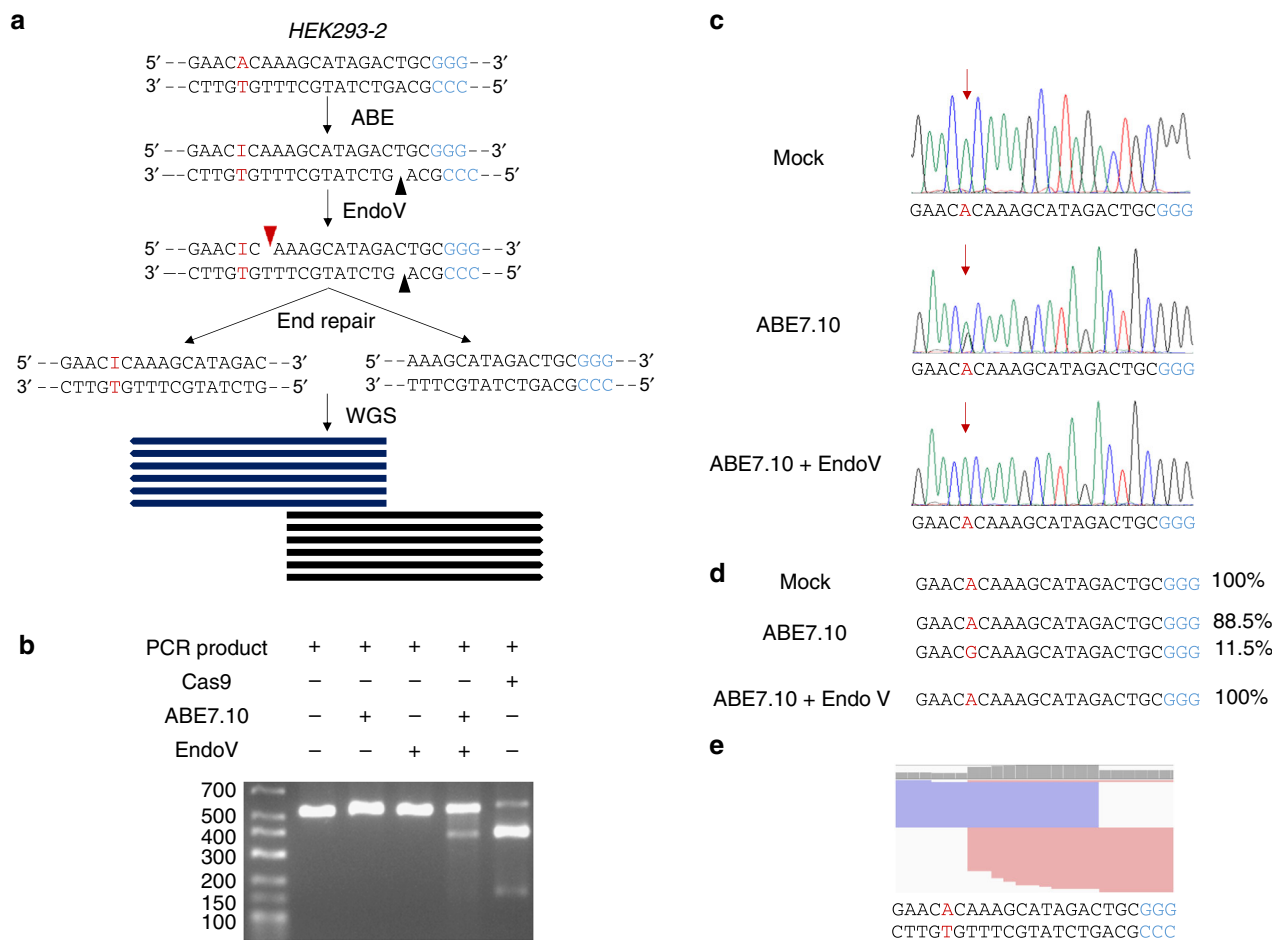 a
HEK293-2
5′ --GAACACAAAGCATAGACTGCGGG--3′
3′ --CTTGTGTTTCGTATCTGACGCCC--5′
ABE
5′ --GAACICAAAGCATAGACTGCGGG--3′
3′ --CTTGTGTTTCGTATCTG ACGCCC--5′
EndoV
5′ --GAACIC AAAGCATAGACTGCGGG--3′
3′ --CTTGTGTTTCGTATCTG ACGCCC--5′
End repair
5′ --GAACICAAAGCATAGAC--3′
3′ --CTTGTGTTTCGTATCTG--5′
5′ --AAAGCATAGACTGCGGG--3′
3′ --TTTCGTATCTGACGCCC--5′
WGS
b
PCR product + + + + +
Cas9 − − − − +
ABE7.10 − + − + −
EndoV − − + + −
700
500
400
300
200
150
100
c
Mock
GAACACAAAGCATAGACTGCGGG
ABE7.10
GAACACAAAGCATAGACTGCGGG
ABE7.10 + EndoV
GAACACAAAGCATAGACTGCGGG
d
Mock GAACACAAAGCATAGACTGCGGG 100%
ABE7.10
GAACACAAAGCATAGACTGCGGG 88.5%
GAACGCAAAGCATAGACTGCGGG 11.5%
ABE7.10 + Endo V GAACACAAAGCATAGACTGCGGG 100%
e
GAACACAAAGCATAGACTGCGGG
CTTGTGTTTCGTATCTGACGCCC